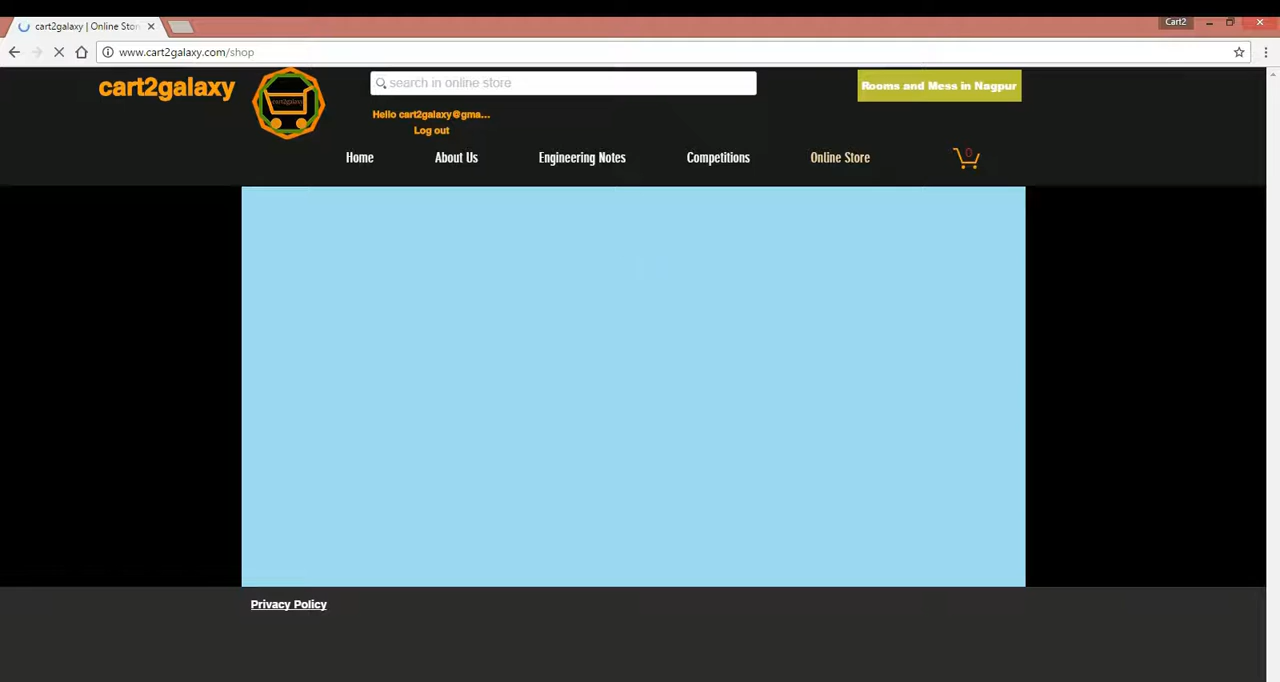 cart2galaxy | Online Stor
Cart2
www.cart2galaxy.com/shop
cart2galaxy
search in online store
Rooms and Mess in Nagpur
Hello cart2galaxy@gma...
Log out
Home
About Us
Engineering Notes
Competitions
Online Store
0
Privacy Policy